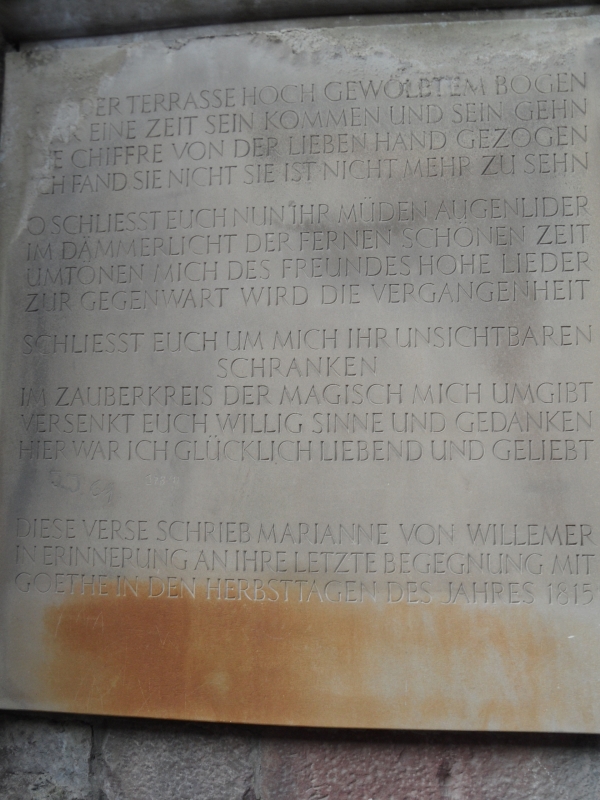 DER TERRASSE HOCH GEWÖLBTEM BOGEN
WAR EINE ZEIT SEIN KOMMEN UND SEIN GEHN
DIE CHIFFRE VON DER LIEBEN HAND GEZOGEN
ICH FAND SIE NICHT SIE IST NICHT MEHR ZU SEHN
O SCHLIESST EUCH NUN IHR MÜDEN AUGENLIDER
IM DÄMMERLICHT DER FERNEN SCHÖNEN ZEIT
UMTÖNEN MICH DES FREUNDES HOHE LIEDER
ZUR GEGENWART WIRD DIE VERGANGENHEIT
SCHLIESST EUCH UM MICH IHR UNSICHTBAREN
SCHRANKEN
IM ZAUBERKREIS DER MAGISCH MICH UMGIBT
VERSENKT EUCH WILLIG SINNE UND GEDANKEN
HIER WAR ICH GLÜCKLICH LIEBEND UND GELIEBT
DIESE VERSE SCHRIEB MARIANNE VON WILLEMER
IN ERINNERUNG AN IHRE LETZTE BEGEGNUNG MIT
GOETHE IN DEN HERBSTTAGEN DES JAHRES 1815